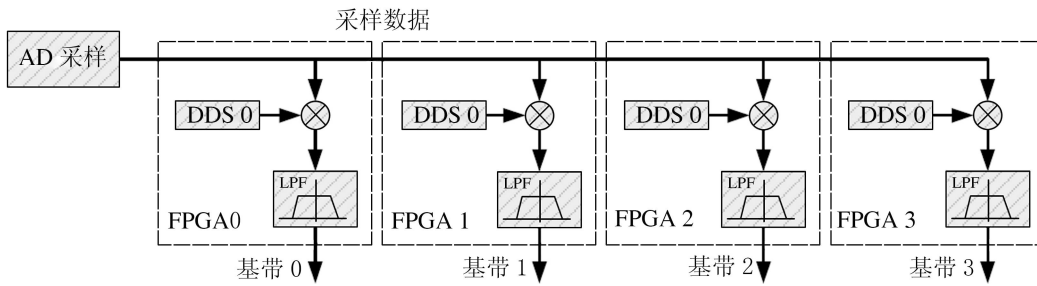 采样数据
AD 采样
DDS 0
DDS 0
DDS 0
DDS 0
LPF
LPF
LPF
LPF
FPGA0
FPGA 1
FPGA 2
FPGA 3
基带 0
基带 1
基带 2
基带 3